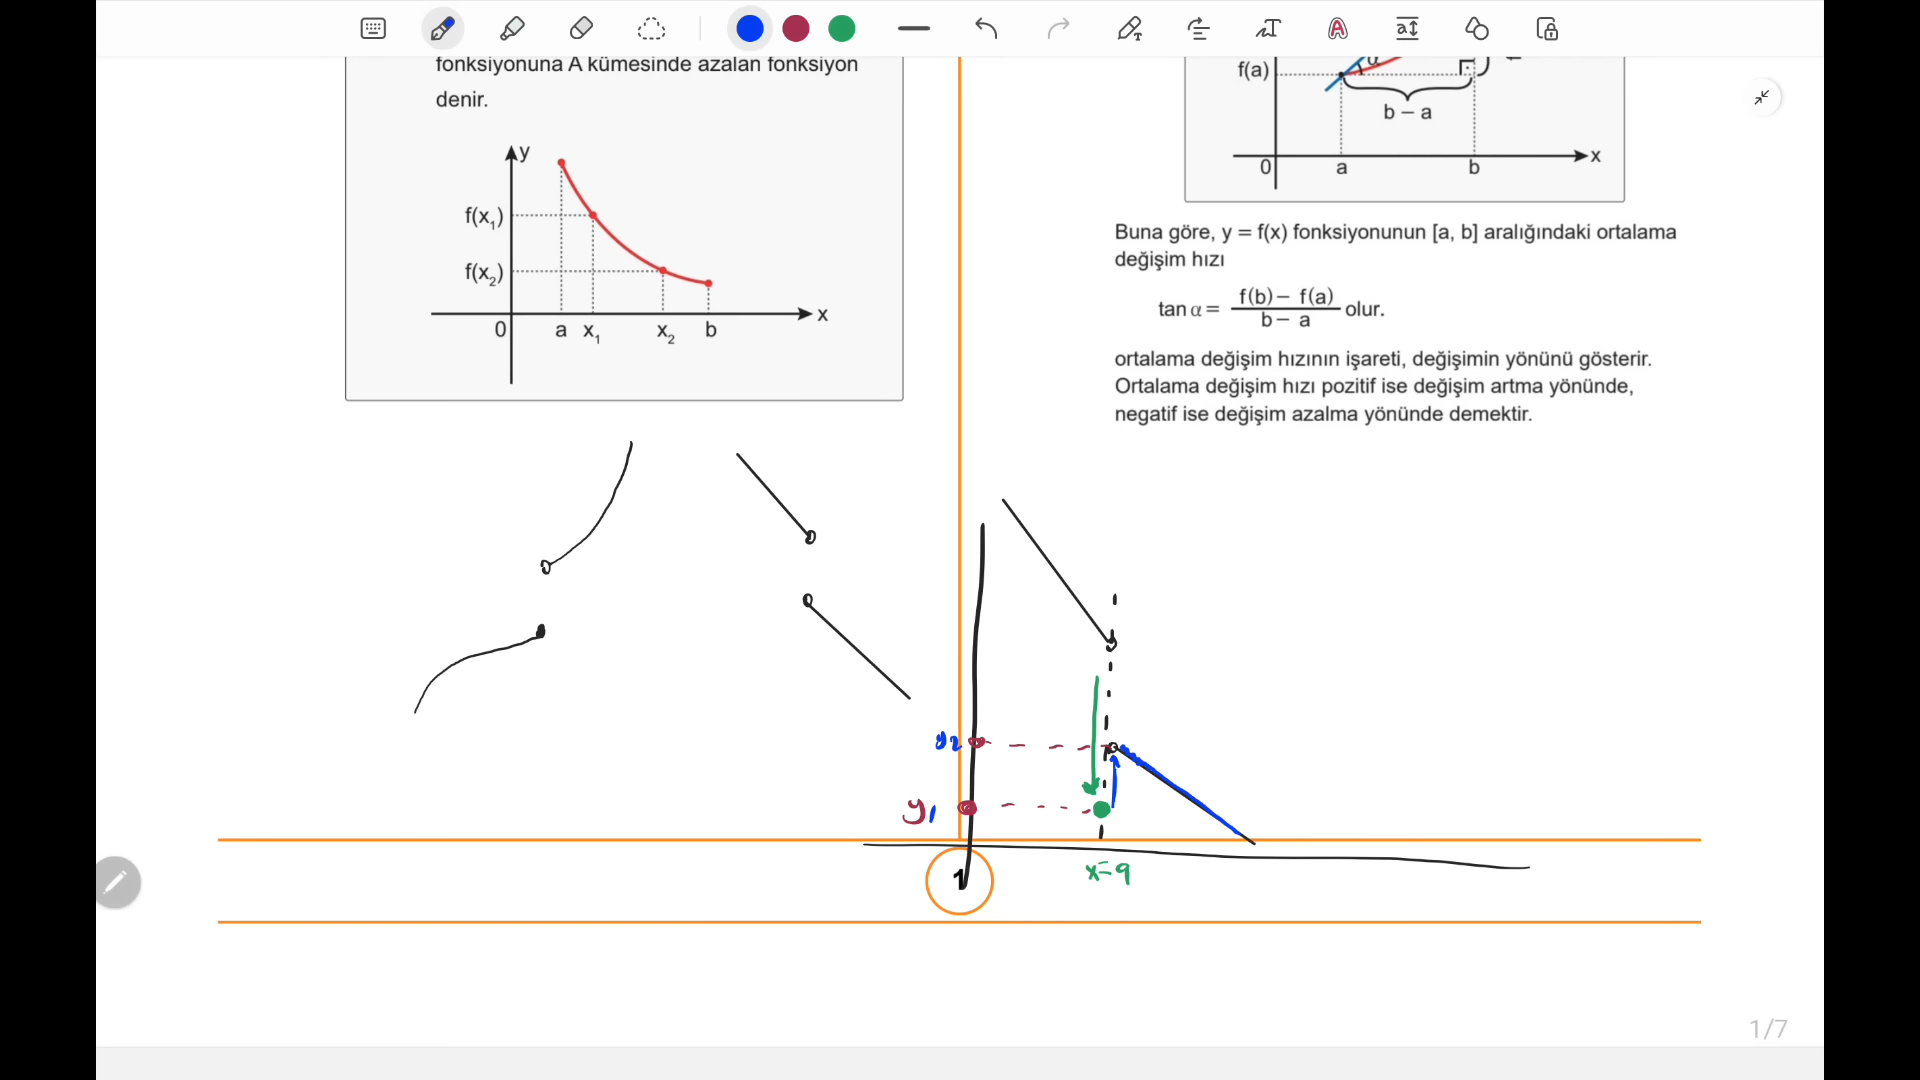 fonksiyonuna A kümesinde azalan fonksiyon
denir.
y
f(x₁)
f(x₂)
0 a x₁ x₂ b x
f(a)
α
b – a
0 a b x
Buna göre, y = f(x) fonksiyonunun [a, b] aralığındaki ortalama
değişim hızı
tan α = f(b) – f(a) / b – a olur.
ortalama değişim hızının işareti, değişimin yönünü gösterir.
Ortalama değişim hızı pozitif ise değişim artma yönünde,
negatif ise değişim azalma yönünde demektir.
y2
y1
x=9
1
1/7